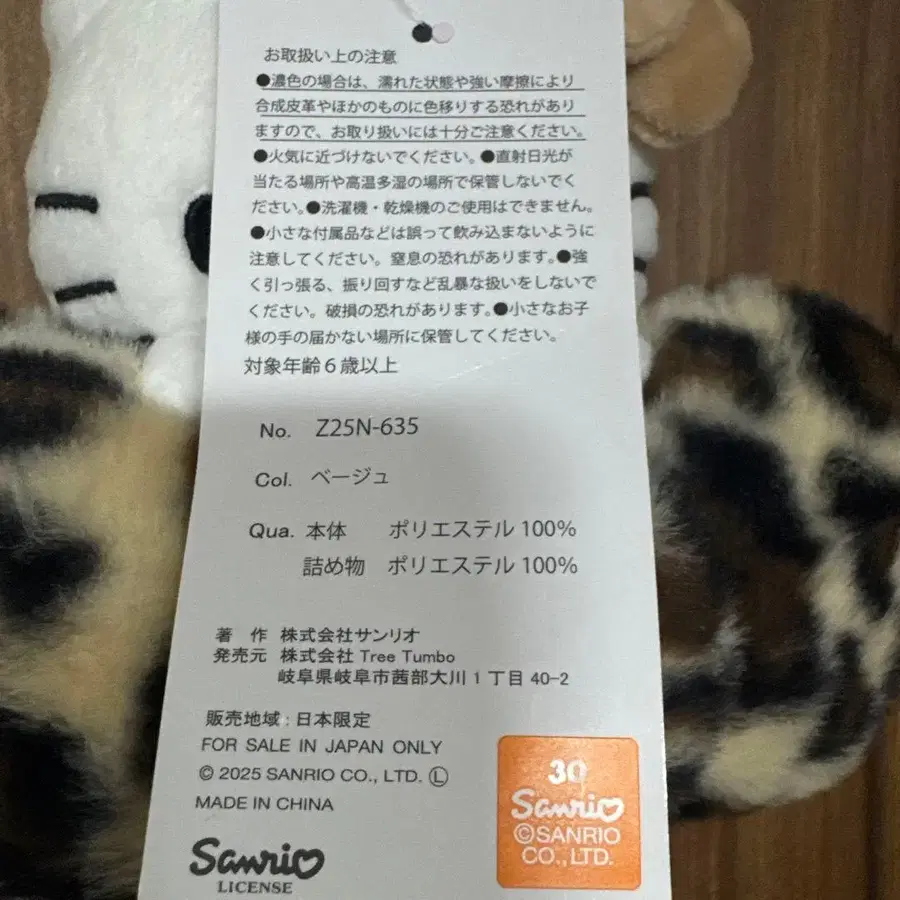 お取扱い上の注意
●濃色の場合は、濡れた状態や強い摩擦により
合成皮革やほかのものに色移りする恐れがあり
ますので、お取り扱いには十分ご注意ください。
●火気に近づけないでください。●直射日光が
当たる場所や高温多湿の場所で保管しないでく
ださい。●洗濯機・乾燥機のご使用はできません。
●小さな付属品などは誤って飲み込まないように
注意してください。窒息の恐れがあります。●強
く引っ張る、振り回すなど乱暴な扱いをしないで
ください。破損の恐れがあります。●小さなお子
様の手の届かない場所に保管してください。
対象年齢6歳以上
No. Z25N-635
Col. ベージュ
Qua. 本体 ポリエステル 100%
詰め物 ポリエステル 100%
著 作 株式会社サンリオ
発売元 株式会社 Tree Tumbo
岐阜県岐阜市茜部大川1丁目 40-2
販売地域:日本限定
FOR SALE IN JAPAN ONLY
© 2025 SANRIO CO., LTD. Ⓛ
MADE IN CHINA
Sanrio
LICENSE
30
Sanrio
©SANRIO
CO.,LTD.